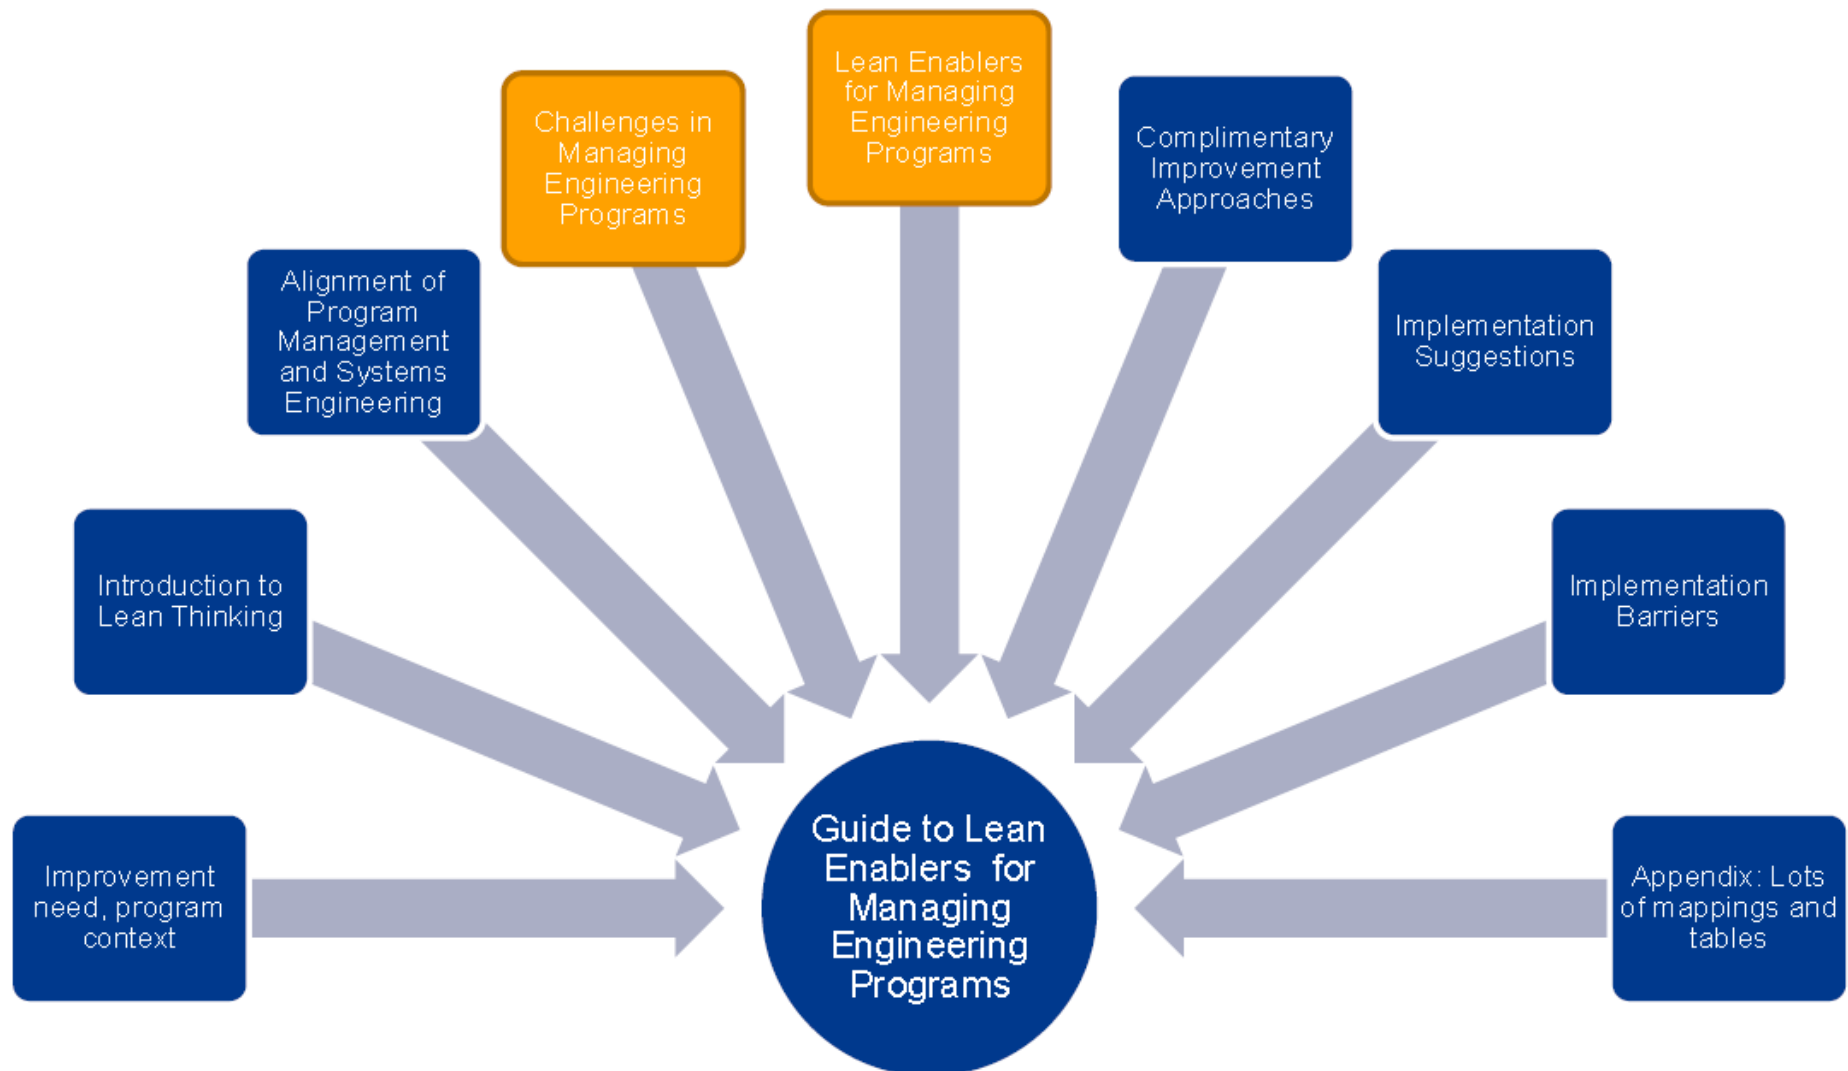 Improvement
need, program
context
Introduction to
Lean Thinking
Alignment of
Program
Management
and Systems
Engineering
Challenges in
Managing
Engineering
Programs
Lean Enablers
for Managing
Engineering
Programs
Complimentary
Improvement
Approaches
Implementation
Suggestions
Implementation
Barriers
Appendix: Lots
of mappings and
tables
Guide to Lean
Enablers for
Managing
Engineering
Programs